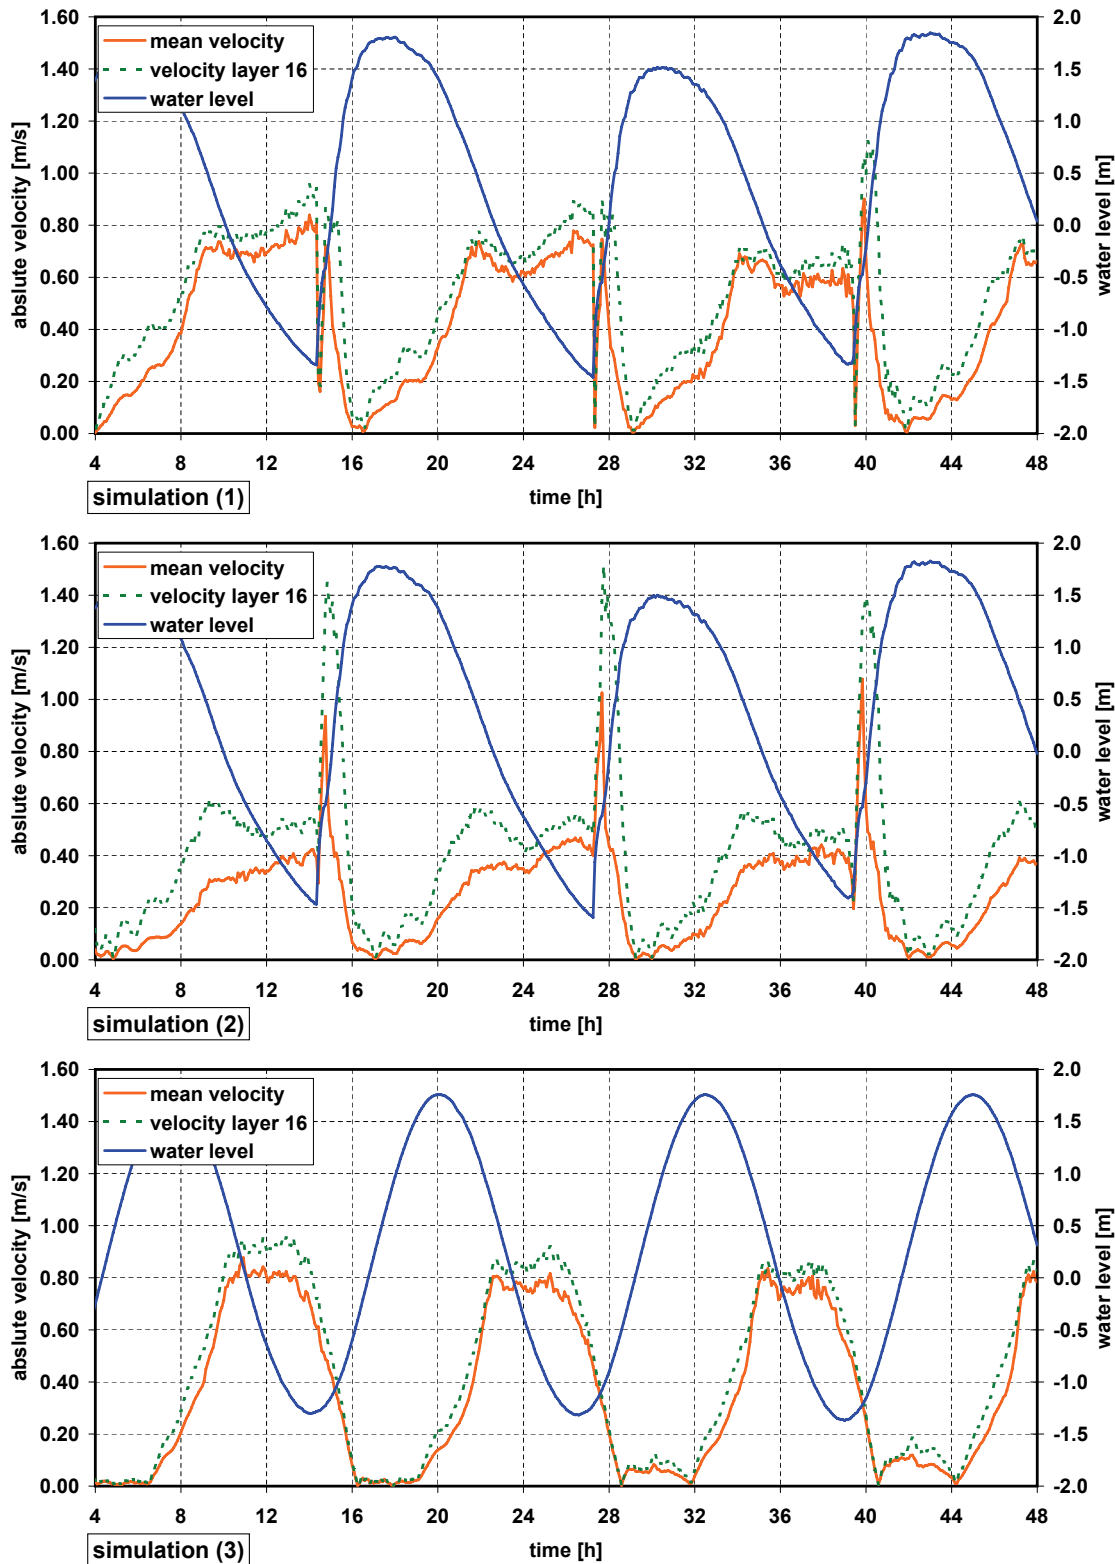 1.60
1.40
1.20
1.00
0.80
0.60
0.40
0.20
0.00
abslute velocity [m/s]
mean velocity
velocity layer 16
water level
2.0
1.5
1.0
0.5
0.0
-0.5
-1.0
-1.5
-2.0
water level [m]
4 8 12 16 20 24 28 32 36 40 44 48
simulation (1)
time [h]
1.60
1.40
1.20
1.00
0.80
0.60
0.40
0.20
0.00
abslute velocity [m/s]
mean velocity
velocity layer 16
water level
2.0
1.5
1.0
0.5
0.0
-0.5
-1.0
-1.5
-2.0
water level [m]
4 8 12 16 20 24 28 32 36 40 44 48
simulation (2)
time [h]
1.60
1.40
1.20
1.00
0.80
0.60
0.40
0.20
0.00
abslute velocity [m/s]
mean velocity
velocity layer 16
water level
2.0
1.5
1.0
0.5
0.0
-0.5
-1.0
-1.5
-2.0
water level [m]
4 8 12 16 20 24 28 32 36 40 44 48
simulation (3)
time [h]